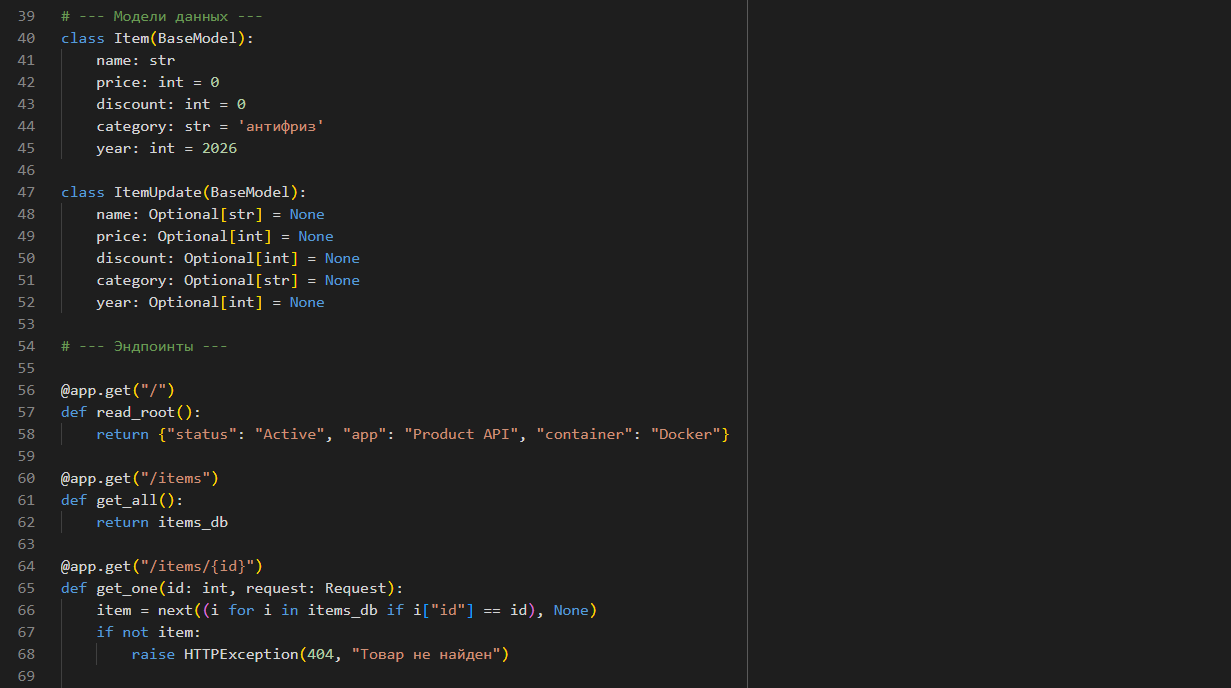 39 # --- Модели данных ---
40 class Item(BaseModel):
41     name: str
42     price: int = 0
43     discount: int = 0
44     category: str = 'антифриз'
45     year: int = 2026
46
47 class ItemUpdate(BaseModel):
48     name: Optional[str] = None
49     price: Optional[int] = None
50     discount: Optional[int] = None
51     category: Optional[str] = None
52     year: Optional[int] = None
53
54 # --- Эндпоинты ---
55
56 @app.get("/")
57 def read_root():
58     return {"status": "Active", "app": "Product API", "container": "Docker"}
59
60 @app.get("/items")
61 def get_all():
62     return items_db
63
64 @app.get("/items/{id}")
65 def get_one(id: int, request: Request):
66     item = next((i for i in items_db if i["id"] == id), None)
67     if not item:
68         raise HTTPException(404, "Товар не найден")
69